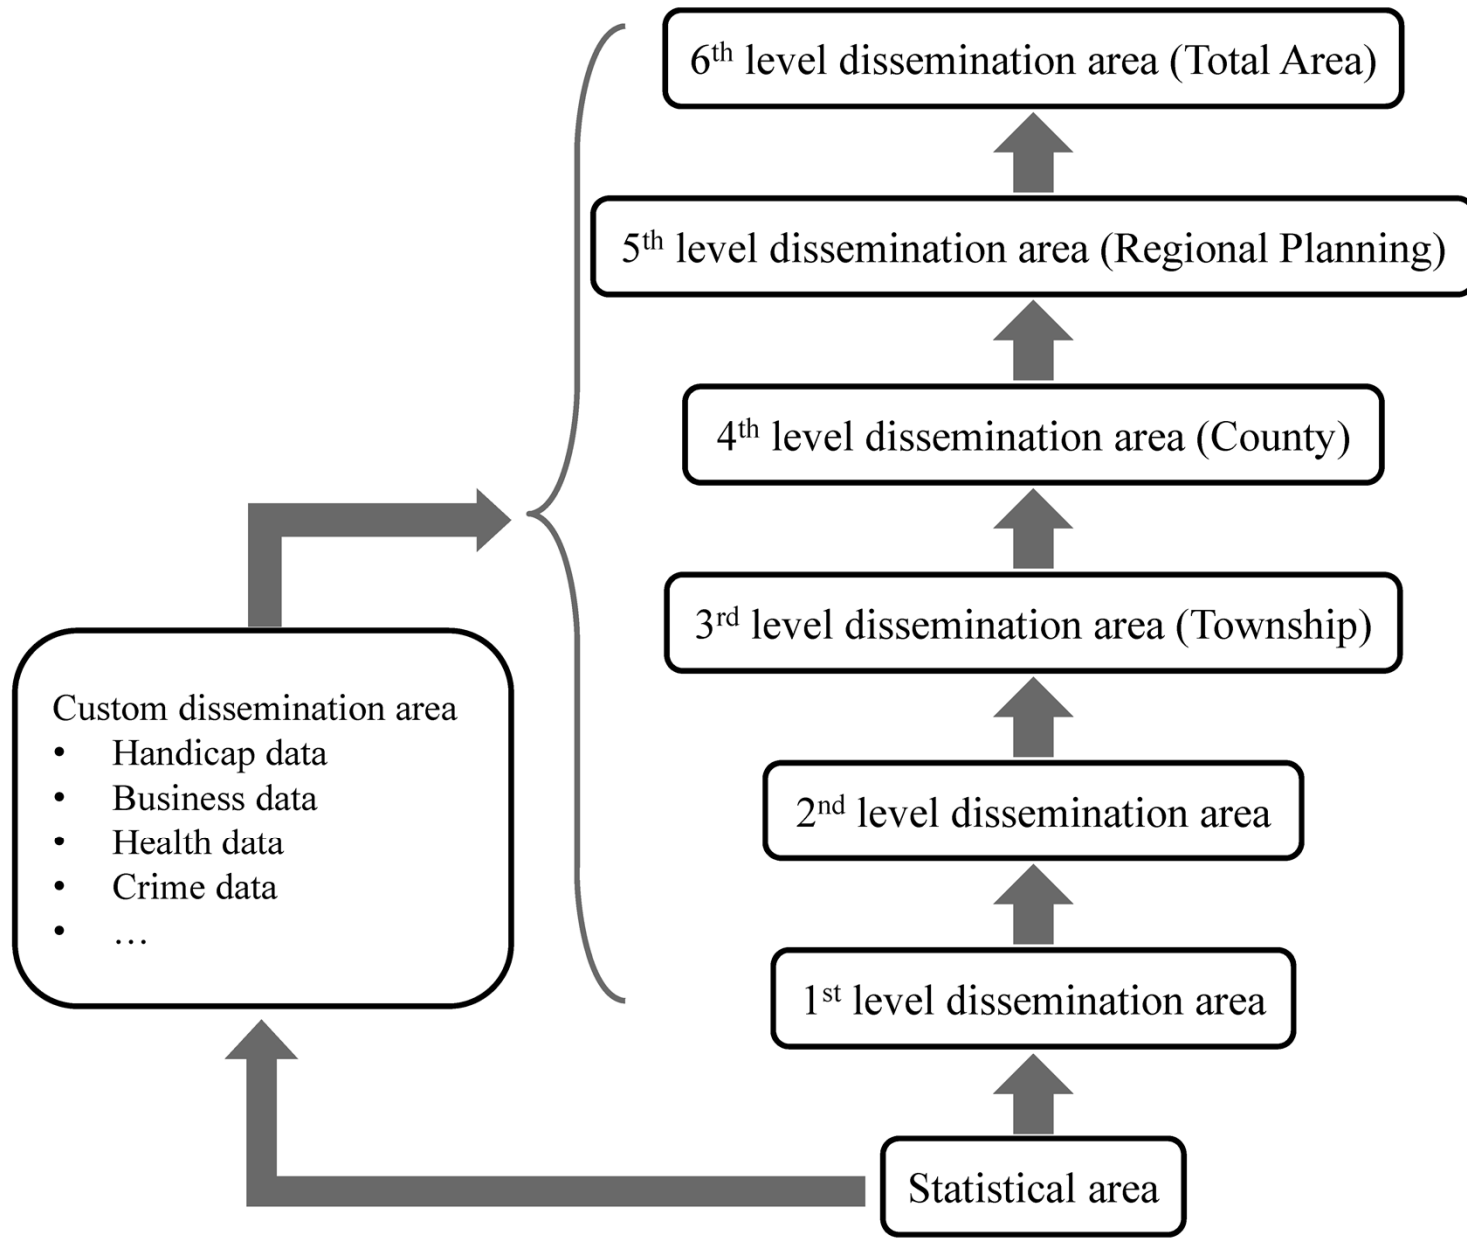 6th level dissemination area (Total Area)
5th level dissemination area (Regional Planning)
4th level dissemination area (County)
3rd level dissemination area (Township)
Custom dissemination area
• Handicap data
• Business data
• Health data
• Crime data
• …
2nd level dissemination area
1st level dissemination area
Statistical area